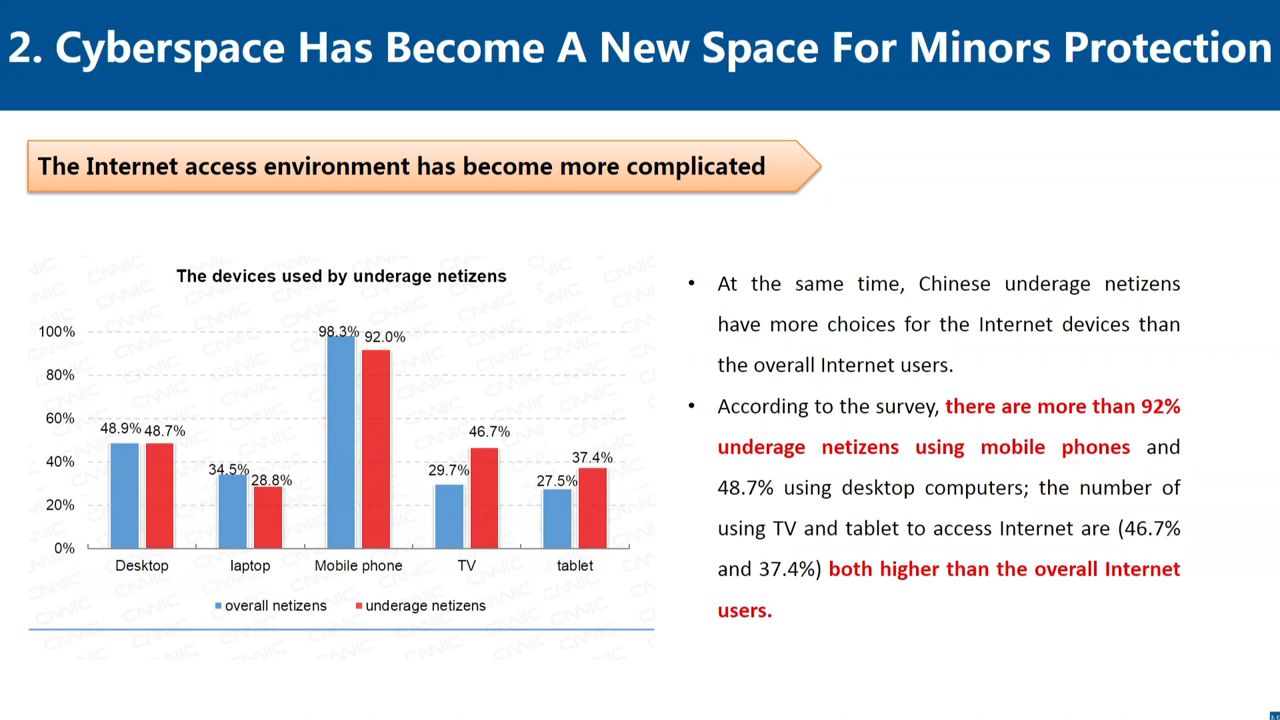 2. Cyberspace Has Become A New Space For Minors Protection
The Internet access environment has become more complicated
The devices used by underage netizens
100%
80%
60%
40%
20%
0%
48.9% 48.7%
34.5% 28.8%
98.3% 92.0%
29.7% 46.7%
27.5% 37.4%
Desktop laptop Mobile phone TV tablet
overall netizens underage netizens
• At the same time, Chinese underage netizens
have more choices for the Internet devices than
the overall Internet users.
• According to the survey, there are more than 92%
underage netizens using mobile phones and
48.7% using desktop computers; the number of
using TV and tablet to access Internet are (46.7%
and 37.4%) both higher than the overall Internet
users.
CNNIC